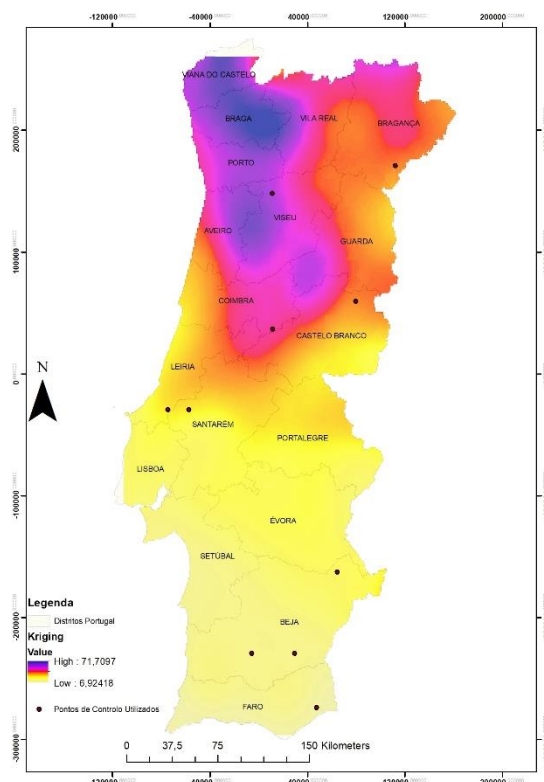 -120000 -40000 40000 120000 200000
VIANA DO CASTELO
BRAGA
VILA REAL
BRAGANÇA
200000
PORTO
VISEU
AVEIRO
GUARDA
100000
COIMBRA
CASTELO BRANCO
LEIRIA
0
N
SANTARÉM
PORTALEGRE
LISBOA
-100000
ÉVORA
SETÚBAL
Legenda
Distritos Portugal
Kriging
Value
High : 71,7097
Low : 6,92418
Pontos de Controlo Utilizados
BEJA
-200000
FARO
-300000
0 37,5 75 150 Kilometers
-120000 -40000 40000 120000 200000